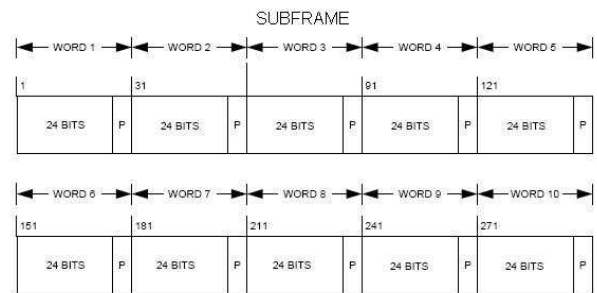 SUBFRAME
WORD 1 WORD 2 WORD 3 WORD 4 WORD 5
1 31 91 121
24 BITS P 24 BITS P 24 BITS P 24 BITS P 24 BITS P
WORD 6 WORD 7 WORD 8 WORD 9 WORD 10
151 181 211 241 271
24 BITS P 24 BITS P 24 BITS P 24 BITS P 24 BITS P